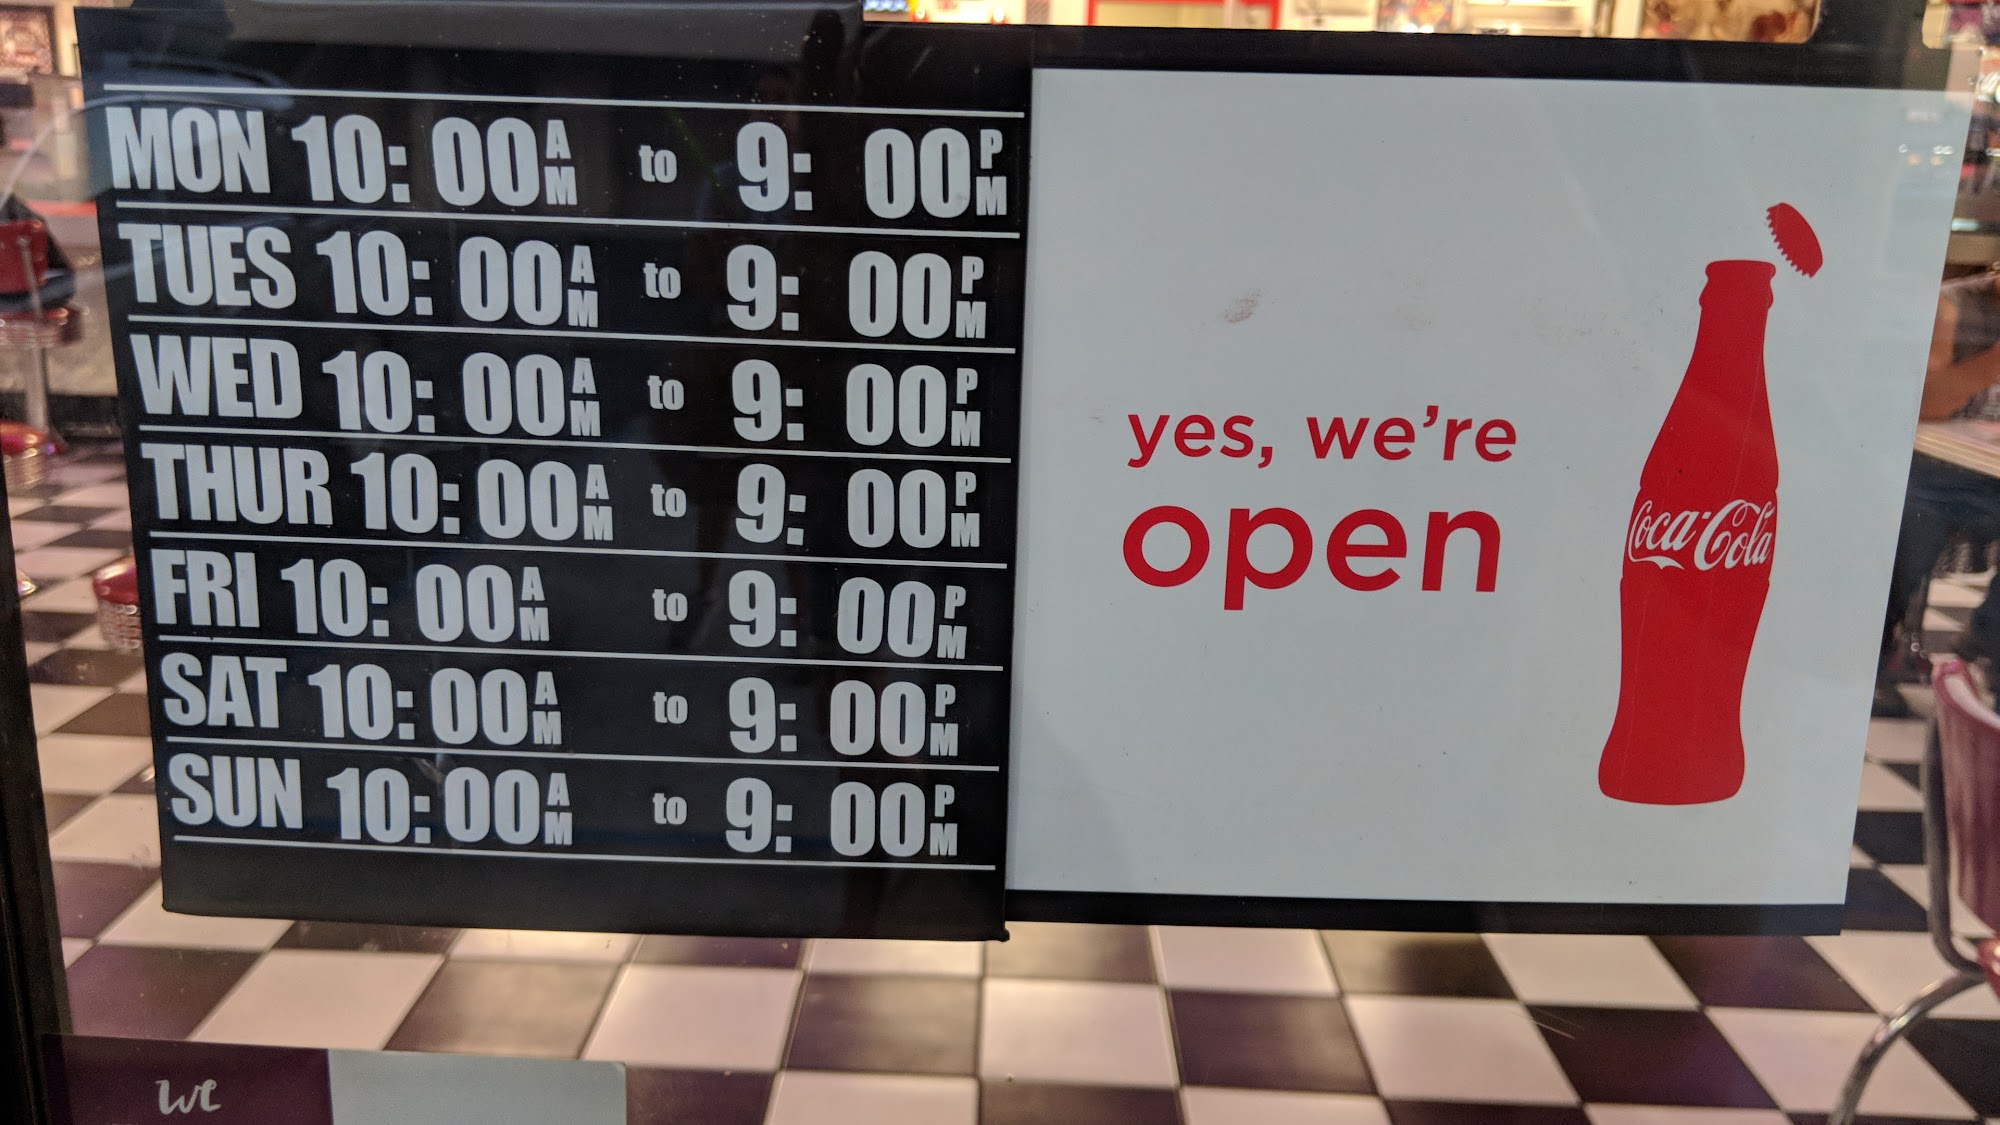 MON 10:00AM to 9:00PM
TUES 10:00AM to 9:00PM
WED 10:00AM to 9:00PM
THUR 10:00AM to 9:00PM
FRI 10:00AM to 9:00PM
SAT 10:00AM to 9:00PM
SUN 10:00AM to 9:00PM
yes, we're
open
Coca-Cola
we